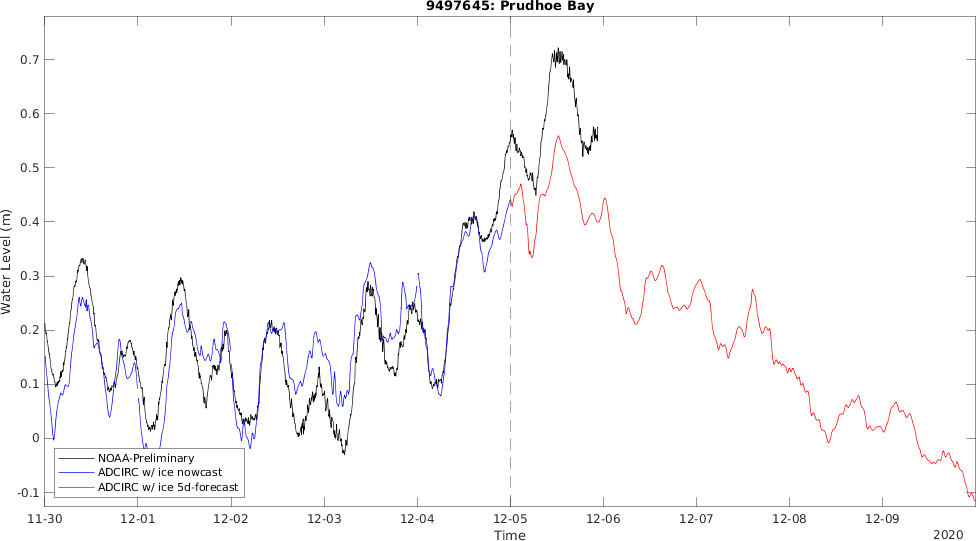 9497645: Prudhoe Bay
0.7
0.6
0.5
0.4
0.3
0.2
0.1
0
-0.1
Water Level (m)
NOAA-Preliminary
ADCIRC w/ ice nowcast
ADCIRC w/ ice 5d-forecast
11-30 12-01 12-02 12-03 12-04 12-05 12-06 12-07 12-08 12-09
Time
2020